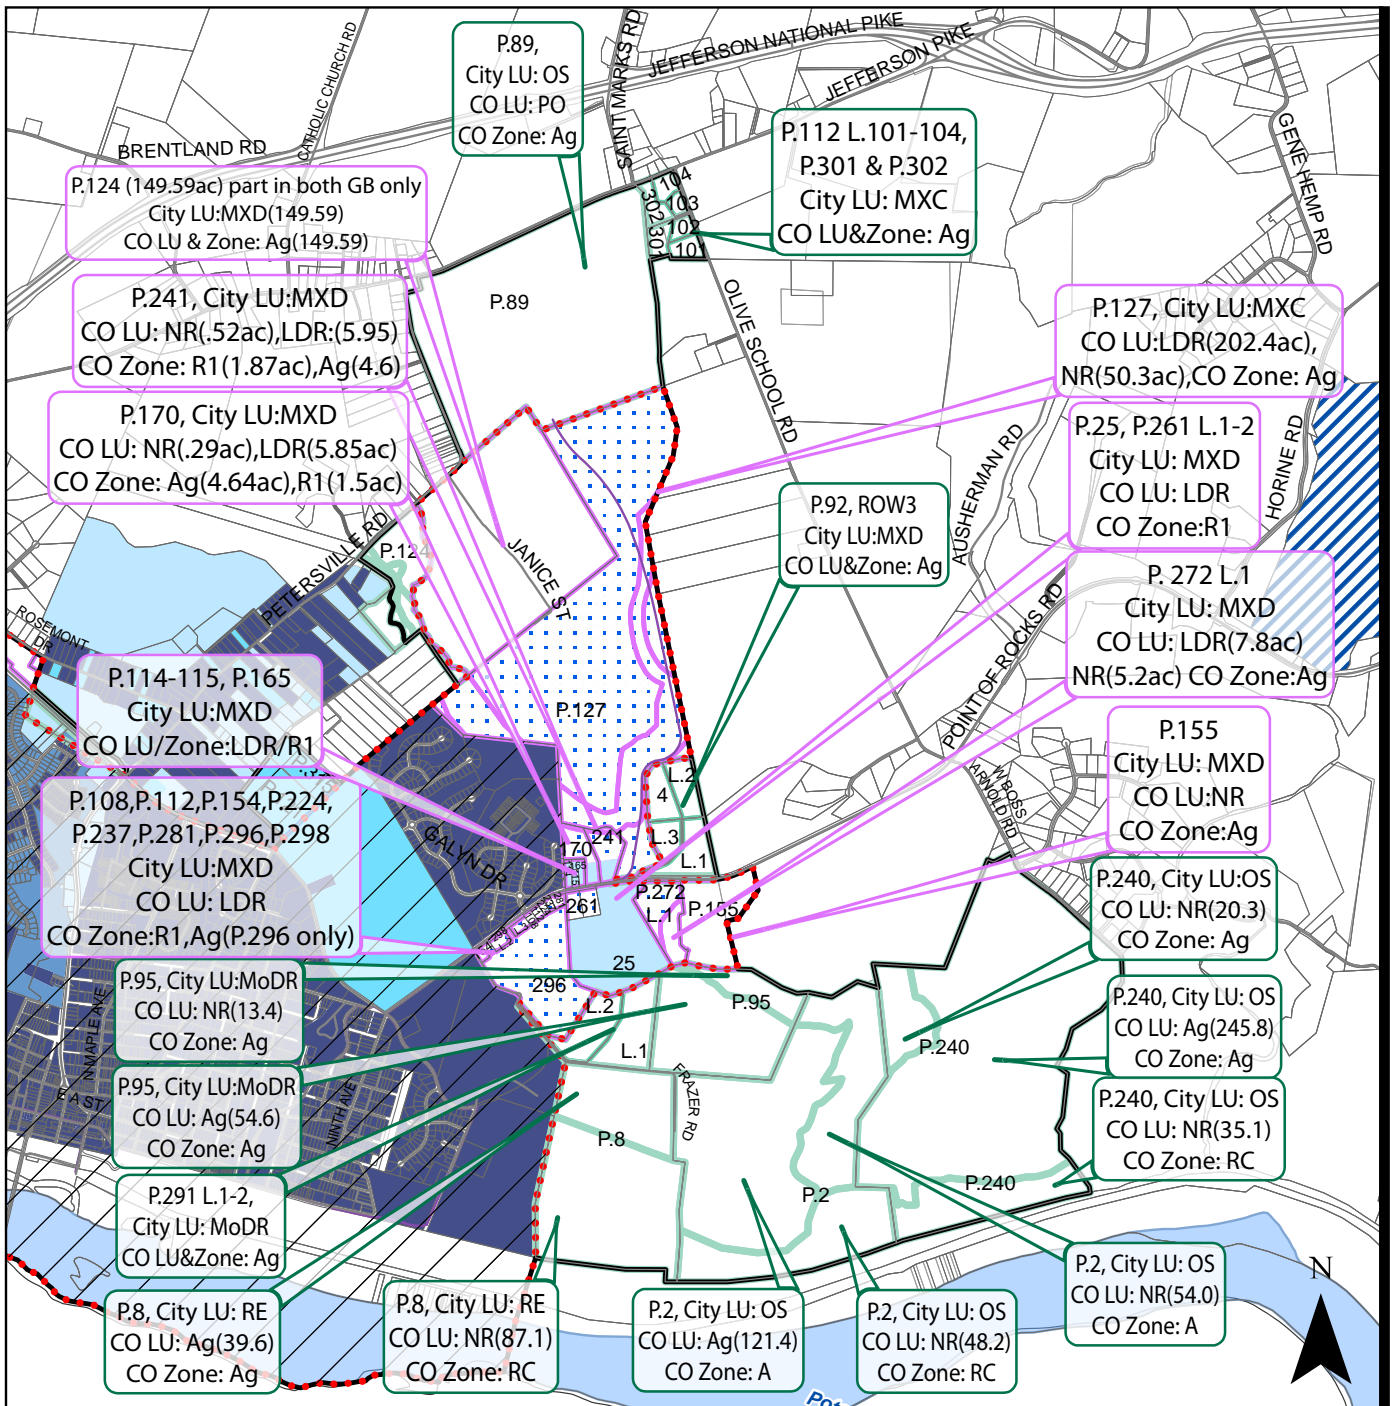 P.89,
City LU: OS
CO LU: PO
CO Zone: Ag
SAINT MARKS RD
JEFFERSON NATIONAL PIKE
JEFFERSON PIKE
CATHOLIC CHURCH RD
BRENTLAND RD
GENE HEMP RD
P.112 L.101-104,
P.301 & P.302
City LU: MXC
CO LU&Zone: Ag
104
103
102
101
302
301
P.124 (149.59ac) part in both GB only
City LU:MXD(149.59)
CO LU & Zone: Ag(149.59)
P.89
OLIVE SCHOOL RD
P.241, City LU:MXD
CO LU: NR(.52ac),LDR:(5.95)
CO Zone: R1(1.87ac),Ag(4.6)
P.127, City LU:MXC
CO LU:LDR(202.4ac),
NR(50.3ac),CO Zone: Ag
P.170, City LU:MXD
CO LU: NR(.29ac),LDR(5.85ac)
CO Zone: Ag(4.64ac),R1(1.5ac)
P.25, P.261 L.1-2
City LU: MXD
CO LU: LDR
CO Zone:R1
AUSHERMAN RD
HORINE RD
P.92, ROW3
City LU:MXD
CO LU&Zone: Ag
PETERSVILLE RD
P.124
JANICE ST
P. 272 L.1
City LU: MXD
CO LU: LDR(7.8ac)
NR(5.2ac) CO Zone:Ag
POINT OF ROCKS RD
ROSEMONT
DR
P.114-115, P.165
City LU:MXD
CO LU/Zone:LDR/R1
P.127
P.155
City LU: MXD
CO LU:NR
CO Zone:Ag
W BOSS
ARNOLD RD
L.2
4
L.3
L.1
P.108,P.112,P.154,P.224,
P.237,P.281,P.296,P.298
City LU:MXD
CO LU: LDR
CO Zone:R1,Ag(P.296 only)
GALYN DR
241
170
261
P.272
L.1
P.155
P.240, City LU:OS
CO LU: NR(20.3)
CO Zone: Ag
25
296
P.95, City LU:MoDR
CO LU: NR(13.4)
CO Zone: Ag
L.2
L.1
P.95
P.240
P.240, City LU: OS
CO LU: Ag(245.8)
CO Zone: Ag
N MAPLE AVE
EAST
NINTH AVE
P.95, City LU:MoDR
CO LU: Ag(54.6)
CO Zone: Ag
FRAZER RD
P.8
P.240, City LU: OS
CO LU: NR(35.1)
CO Zone: RC
P.2
P.240
P.291 L.1-2,
City LU: MoDR
CO LU&Zone: Ag
P.8, City LU: RE
CO LU: Ag(39.6)
CO Zone: Ag
P.8, City LU: RE
CO LU: NR(87.1)
CO Zone: RC
P.2, City LU: OS
CO LU: Ag(121.4)
CO Zone: A
P.2, City LU: OS
CO LU: NR(48.2)
CO Zone: RC
P.2, City LU: OS
CO LU: NR(54.0)
CO Zone: A
N